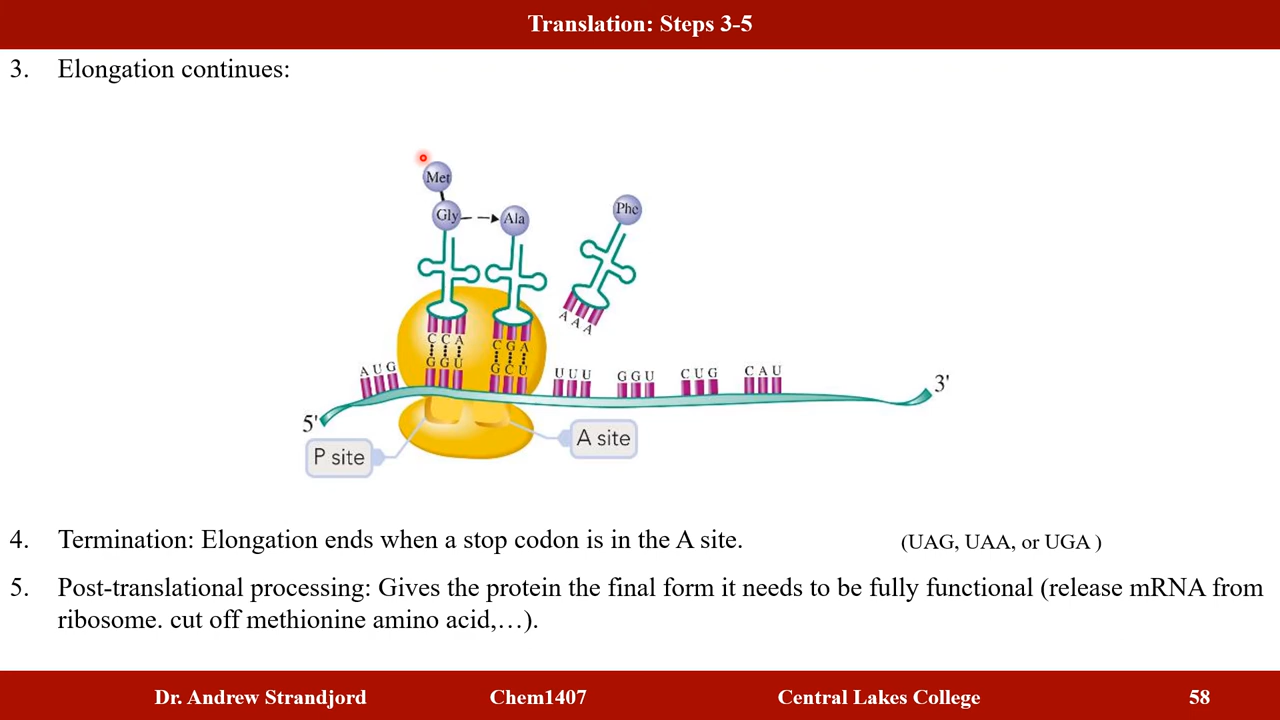 Translation: Steps 3-5
3. Elongation continues:
Met
Gly
Ala
Phe
A A A
C C A
C G A
A U G
G G U
G C U
U U U
G G U
C U G
C A U
3'
5'
P site
A site
4. Termination: Elongation ends when a stop codon is in the A site. (UAG, UAA, or UGA )
5. Post-translational processing: Gives the protein the final form it needs to be fully functional (release mRNA from
ribosome. cut off methionine amino acid,…).
Dr. Andrew Strandjord Chem1407 Central Lakes College 58